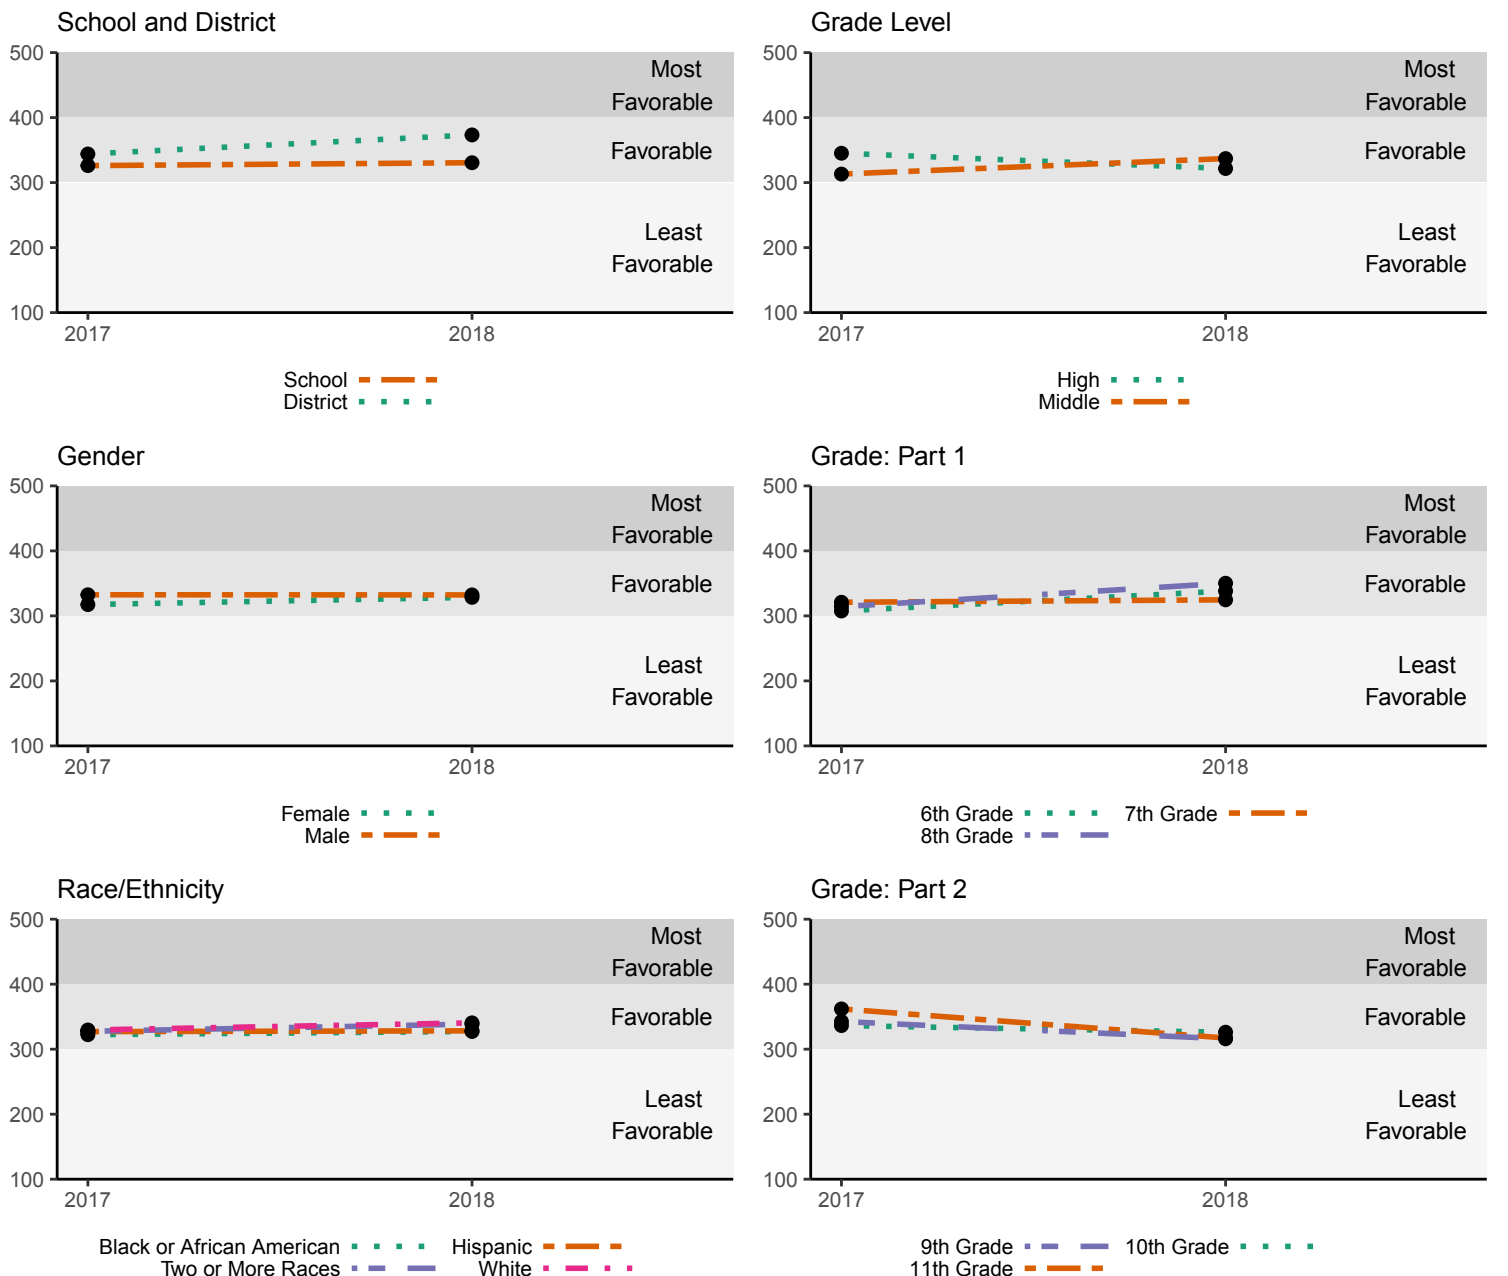 School and District
500
400
300
200
100
Most
Favorable
Favorable
Least
Favorable
2017 2018
School
District
Grade Level
500
400
300
200
100
Most
Favorable
Favorable
Least
Favorable
2017 2018
High
Middle
Gender
500
400
300
200
100
Most
Favorable
Favorable
Least
Favorable
2017 2018
Female
Male
Grade: Part 1
500
400
300
200
100
Most
Favorable
Favorable
Least
Favorable
2017 2018
6th Grade 7th Grade
8th Grade
Race/Ethnicity
500
400
300
200
100
Most
Favorable
Favorable
Least
Favorable
2017 2018
Black or African American Hispanic
Two or More Races White
Grade: Part 2
500
400
300
200
100
Most
Favorable
Favorable
Least
Favorable
2017 2018
9th Grade 10th Grade
11th Grade